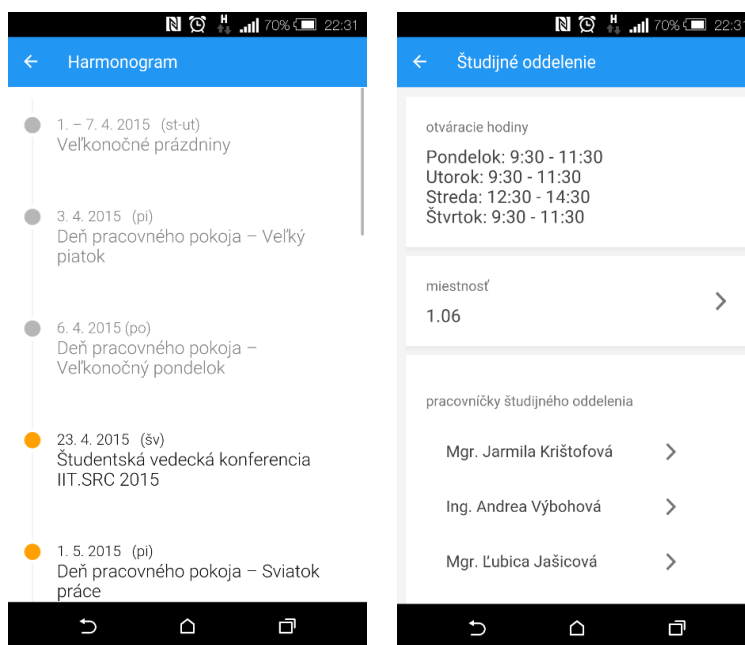 H 70% 22:31
Harmonogram
1. – 7. 4. 2015 (st-ut)
Veľkonočné prázdniny
3. 4. 2015 (pi)
Deň pracovného pokoja – Veľký
piatok
6. 4. 2015 (po)
Deň pracovného pokoja –
Veľkonočný pondelok
23. 4. 2015 (šv)
Študentská vedecká konferencia
IIT.SRC 2015
1. 5. 2015 (pi)
Deň pracovného pokoja – Sviatok
práce
H 70% 22:31
Študijné oddelenie
otváracie hodiny
Pondelok: 9:30 - 11:30
Utorok: 9:30 - 11:30
Streda: 12:30 - 14:30
Štvrtok: 9:30 - 11:30
miestnosť
1.06
pracovníčky študijného oddelenia
Mgr. Jarmila Krištofová
Ing. Andrea Výbohová
Mgr. Ľubica Jašicová